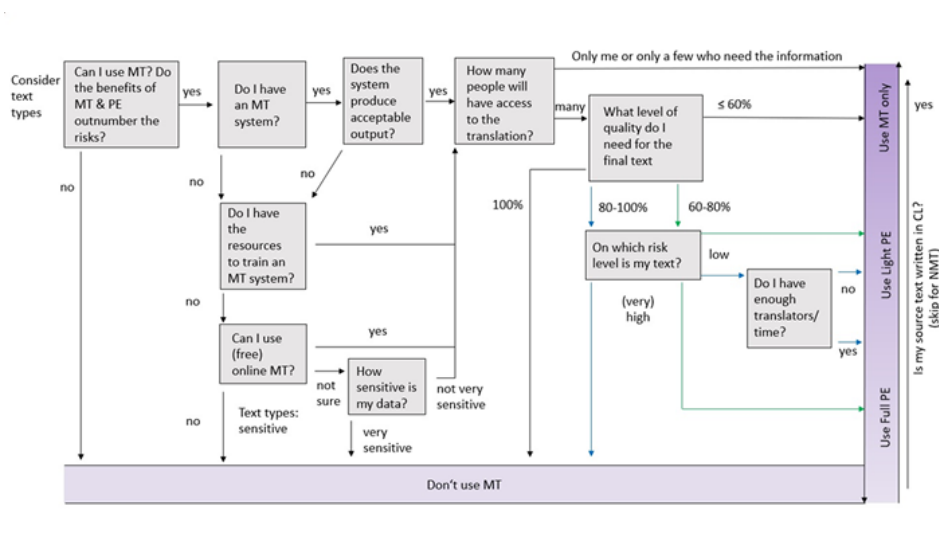 Consider
text
types
Can I use MT? Do
the benefits of
MT & PE
outnumber the
risks?
yes
Do I have
an MT
system?
yes
Does the
system
produce
acceptable
output?
yes
How many
people will
have access
to the
translation?
Only me or only a few who need the information
many
What level of
quality do I
need for the
final text
≤ 60%
no
no
no
100%
80-100%
60-80%
Do I have
the
resources
to train an
MT system?
yes
On which risk
level is my text?
low
(very)
high
Do I have
enough
translators/
time?
no
yes
no
Can I use
(free)
online MT?
yes
not
sure
How
sensitive is
my data?
not very
sensitive
no
Text types:
sensitive
very
sensitive
Don't use MT
Use MT only
Use Light PE
Use Full PE
yes
Is my source text written in CL?
(skip for NMT)